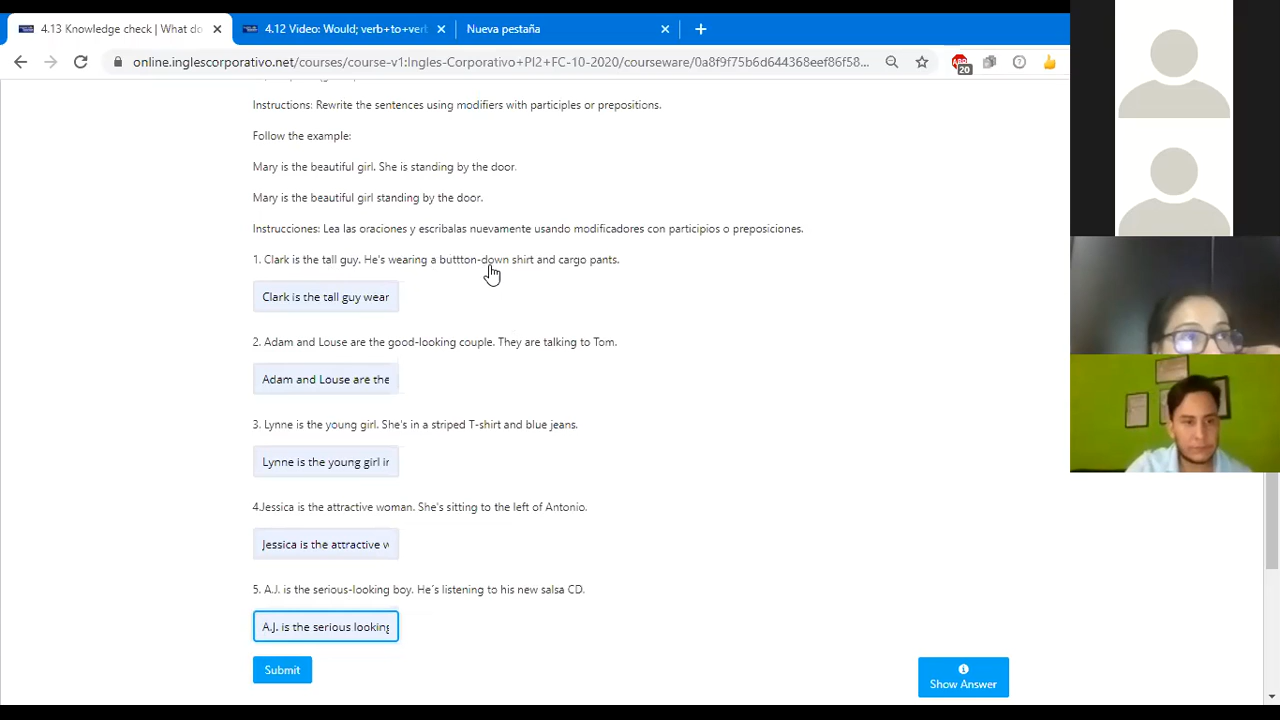 4.13 Knowledge check | What do
4.12 Video: Would; verb+to+verb
Nueva pestaña
online.inglescorporativo.net/courses/course-v1:Ingles-Corporativo+PI2+FC-10-2020/courseware/0a8f9f75b6d644368eef86f58...
ABP
20
Instructions: Rewrite the sentences using modifiers with participles or prepositions.
Follow the example:
Mary is the beautiful girl. She is standing by the door.
Mary is the beautiful girl standing by the door.
Instrucciones: Lea las oraciones y escribalas nuevamente usando modificadores con participios o preposiciones.
1. Clark is the tall guy. He's wearing a buttton-down shirt and cargo pants.
Clark is the tall guy wear
2. Adam and Louse are the good-looking couple. They are talking to Tom.
Adam and Louse are the
3. Lynne is the young girl. She's in a striped T-shirt and blue jeans.
Lynne is the young girl ir
4.Jessica is the attractive woman. She's sitting to the left of Antonio.
Jessica is the attractive w
5. A.J. is the serious-looking boy. He´s listening to his new salsa CD.
A.J. is the serious looking
Submit
Show Answer